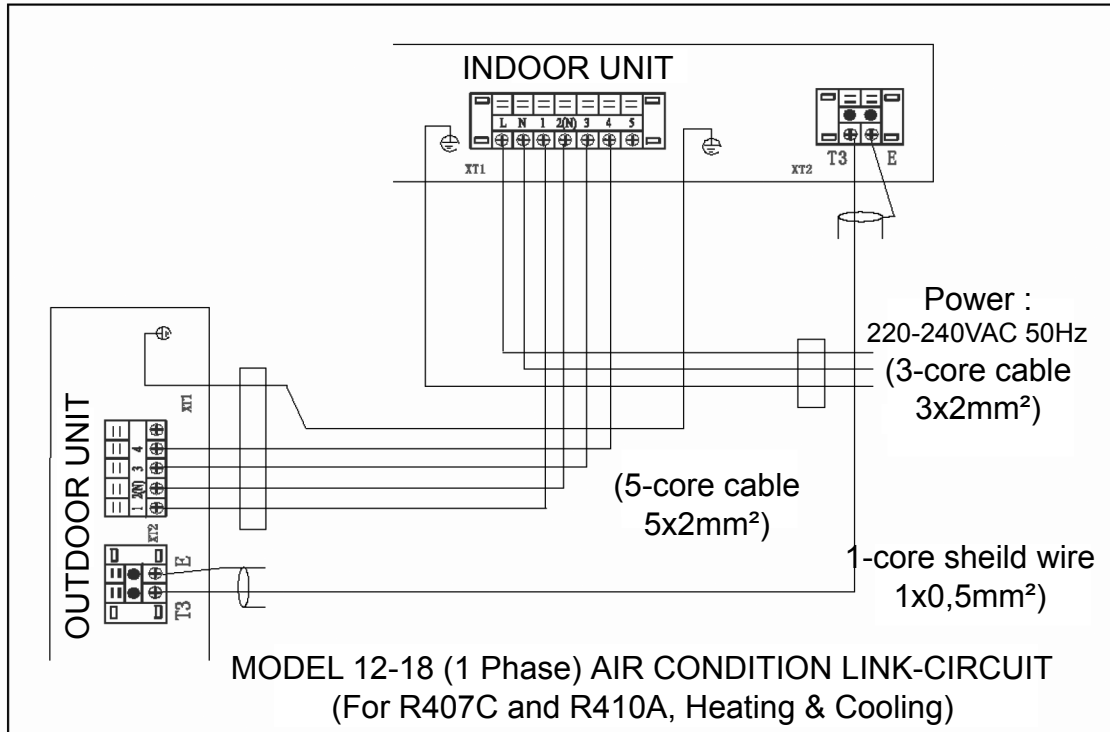 INDOOR UNIT
L N 1 2(N) 3 4 5
XT1
T3 E
XT2
Power :
220-240VAC 50Hz
(3-core cable
3x2mm²)
OUTDOOR UNIT
XT1
4
3
2(N)
1
XT2
E
T3
(5-core cable
5x2mm²)
1-core sheild wire
1x0,5mm²)
MODEL 12-18 (1 Phase) AIR CONDITION LINK-CIRCUIT
(For R407C and R410A, Heating & Cooling)